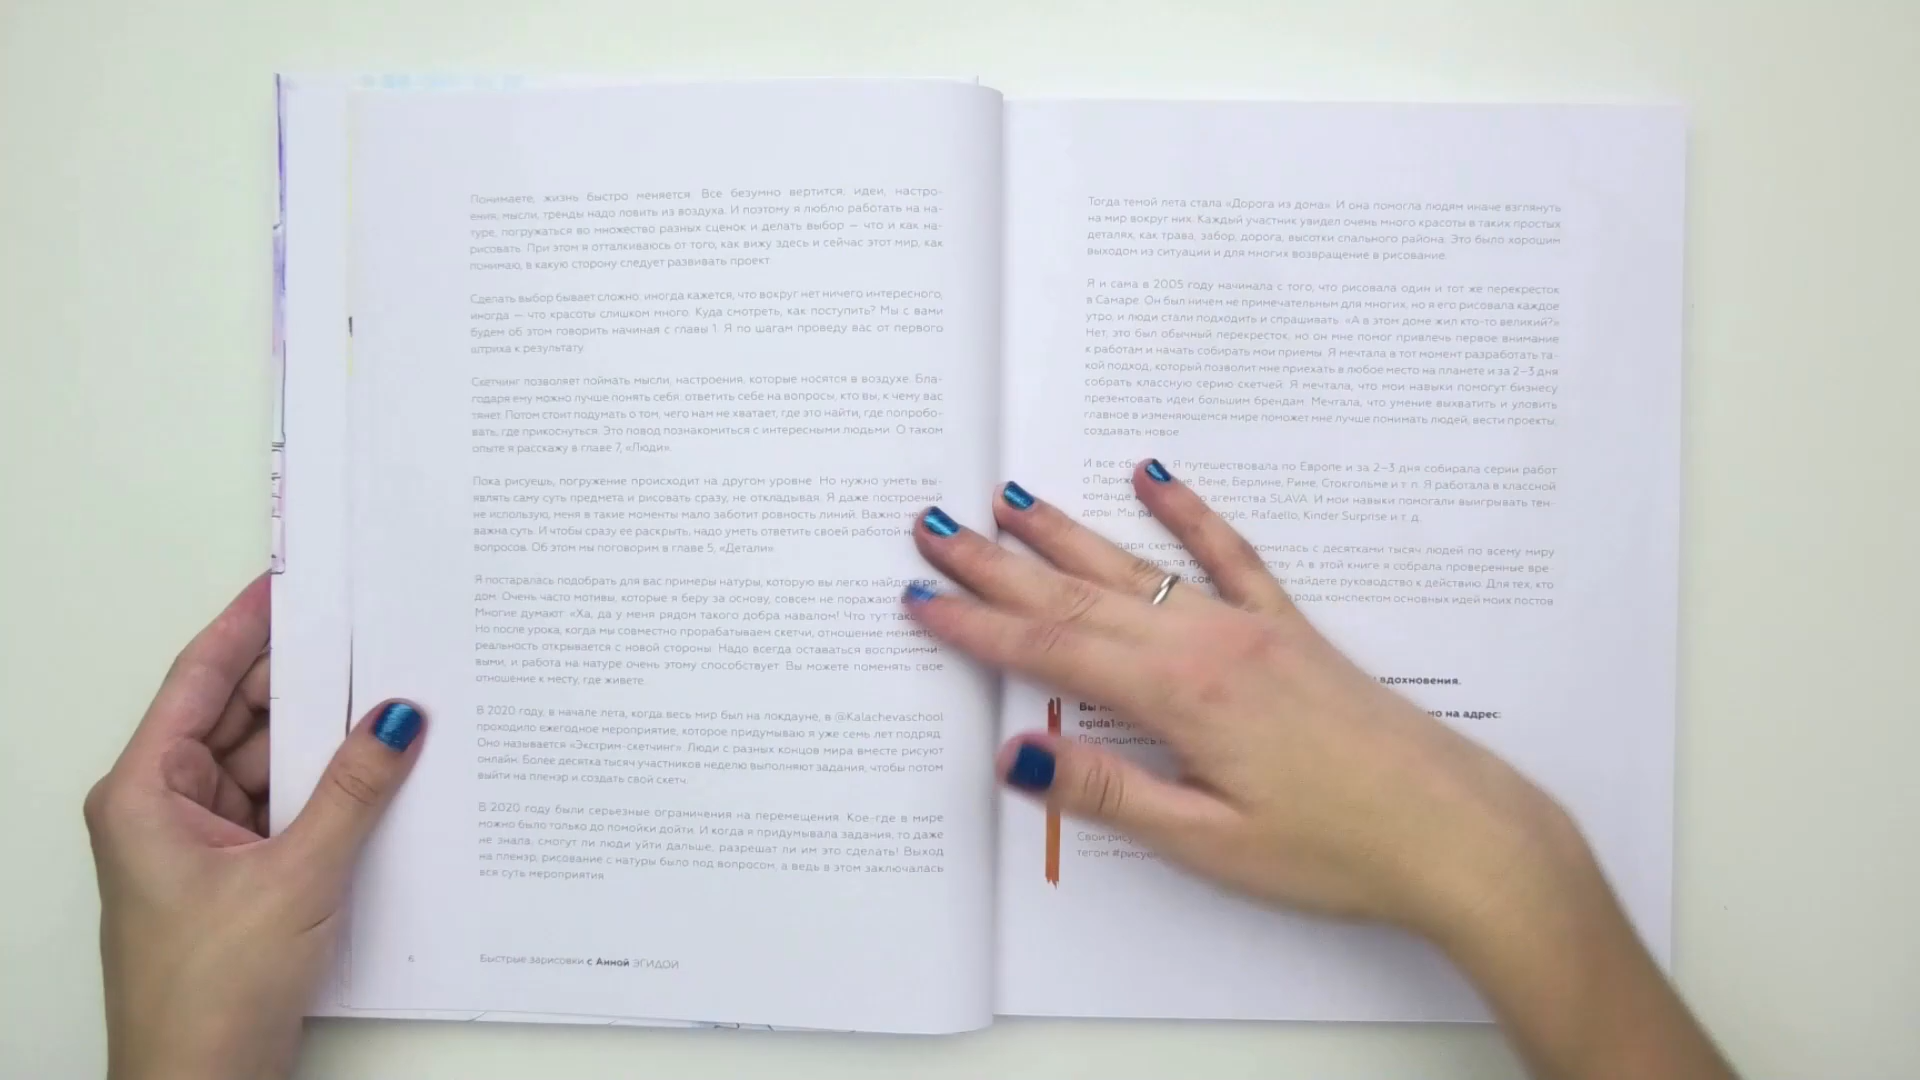 Понимаете, жизнь быстро меняется. Все безумно вертится, идеи, настро-
ения, мысли, тренды надо ловить из воздуха. И поэтому я люблю работать на на-
туре, погружаться во множество разных сценок и делать выбор — что и как на-
рисовать. При этом я отталкиваюсь от того, как вижу здесь и сейчас этот мир, как
понимаю, в какую сторону следует развивать проект.
Сделать выбор бывает сложно: иногда кажется, что вокруг нет ничего интересного,
иногда — что красоты слишком много. Куда смотреть, как поступить? Мы с вами
будем об этом говорить начиная с главы 1. Я по шагам проведу вас от первого
штриха к результату.
Скетчинг позволяет поймать мысли, настроения, которые носятся в воздухе. Бла-
годаря ему можно лучше понять себя, ответить себе на вопросы, кто вы, к чему вас
тянет. Потом стоит подумать о том, чего нам не хватает, где это найти, где попробо-
вать, где прикоснуться. Это повод познакомиться с интересными людьми. О таком
опыте я расскажу в главе 7, «Люди».
Пока рисуешь, погружение происходит на другом уровне. Но нужно уметь вы-
являть саму суть предмета и рисовать сразу, не откладывая. Я даже построений
не использую, меня в такие моменты мало заботит ровность линий. Важно
важна суть. И чтобы сразу ее раскрыть, надо уметь ответить своей работой
вопросов. Об этом мы поговорим в главе 5, «Детали».
Я постаралась подобрать для вас примеры натуры, которую вы легко найдете ря-
дом. Очень часто мотивы, которые я беру за основу, совсем не поражают
Многие думают: «Ха, да у меня рядом такого добра навалом! Что тут
Но после урока, когда мы совместно прорабатываем скетчи, отношение меняется,
реальность открывается с новой стороны. Надо всегда оставаться восприимчи-
выми, и работа на натуре очень этому способствует. Вы можете поменять свое
отношение к месту, где живете.
В 2020 году, в начале лета, когда весь мир был на локдауне, в @Kalachevaschool
проходило ежегодное мероприятие, которое придумываю я уже семь лет подряд.
Оно называется «Экстрим-скетчинг». Люди с разных концов мира вместе рисуют
онлайн. Более десятка тысяч участников неделю выполняют задания, чтобы потом
выйти на пленэр и создать свой скетч.
В 2020 году были серьезные ограничения на перемещения. Кое-где в мире
можно было только до помойки дойти. И когда я придумывала задания, то даже
не знала, смогут ли люди уйти дальше, разрешат ли им это сделать! Выход
на пленэр, рисование с натуры было под вопросом, а ведь в этом заключалась
вся суть мероприятия.
6 Быстрые зарисовки с Анной ЭГИДОЙ
Тогда темой лета стала «Дорога из дома». И она помогла людям иначе взглянуть
на мир вокруг них. Каждый участник увидел очень много красоты в таких простых
деталях, как трава, забор, дорога, высотки спального района. Это было хорошим
выходом из ситуации и для многих возвращение в рисование.
Я и сама в 2005 году начинала с того, что рисовала один и тот же перекресток
в Самаре. Он был ничем не примечательным для многих, но я его рисовала каждое
утро, и люди стали подходить и спрашивать: «А в этом доме жил кто-то великий?»
Нет, это был обычный перекресток, но он мне помог привлечь первое внимание
к работам и начать собирать мои приемы. Я мечтала в тот момент разработать та-
кой подход, который позволит мне приехать в любое место на планете и за 2–3 дня
собрать классную серию скетчей. Я мечтала, что мои навыки помогут бизнесу
презентовать идеи большим брендам. Мечтала, что умение выхватить и уловить
главное в изменяющемся мире поможет мне лучше понимать людей, вести проекты,
создавать новое.
И все Я путешествовала по Европе и за 2–3 дня собирала серии работ
о Вене, Берлине, Риме, Стокгольме и т. п. Я работала в классной
команде агентства SLAVA. И мои навыки помогали выигрывать тен-
деры. Мы Rafaello, Kinder Surprise и т. д.
с десятками тысяч людей по всему миру
А в этой книге я собрала проверенные вре-
найдете руководство к действию. Для тех, кто
рода конспектом основных идей моих постов
вдохновения.
Вы на адрес:
Подпишитесь
Свои
тегом